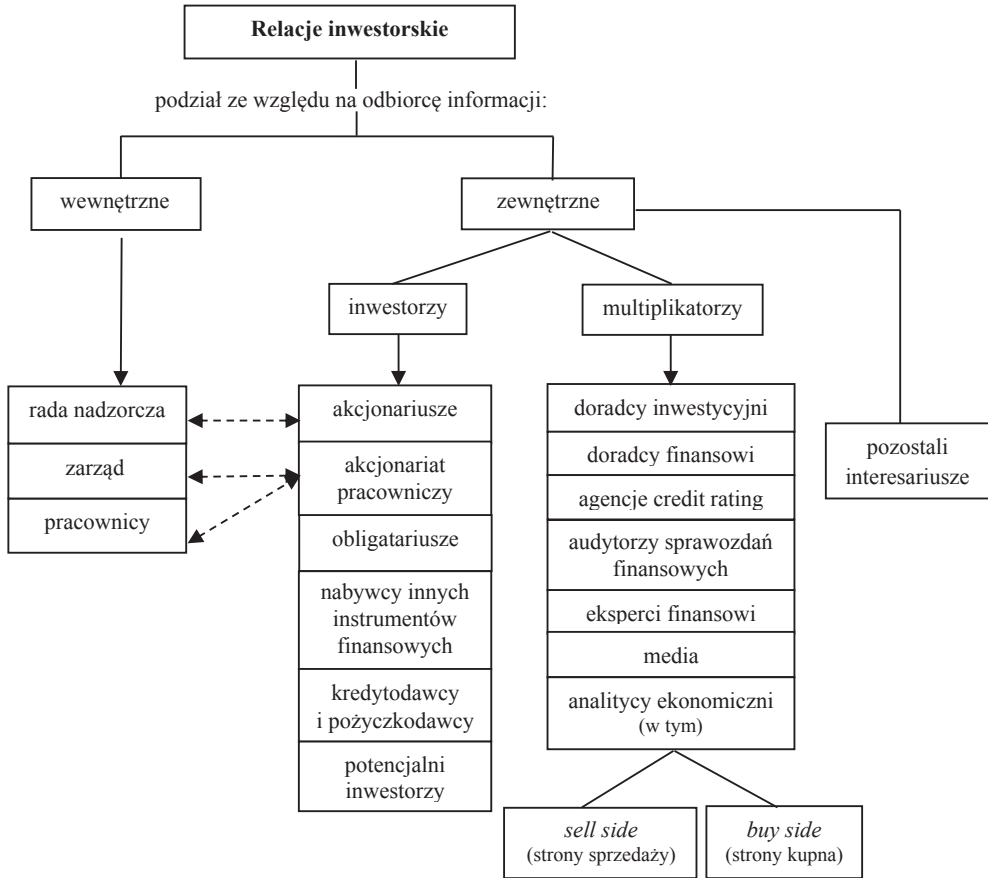 Relacje inwestorskie
podział ze względu na odbiorcę informacji:
wewnętrzne
zewnętrzne
inwestorzy
multiplikatorzy
rada nadzorcza
zarząd
pracownicy
akcjonariusze
akcjonariat
pracowniczy
obligatariusze
nabywcy innych
instrumentów
finansowych
kredytodawcy
i pożyczkodawcy
potencjalni
inwestorzy
doradcy inwestycyjni
doradcy finansowi
agencje credit rating
audytorzy sprawozdań
finansowych
eksperci finansowi
media
analitycy ekonomiczni
(w tym)
sell side
(strony sprzedaży)
buy side
(strony kupna)
pozostali
interesariusze